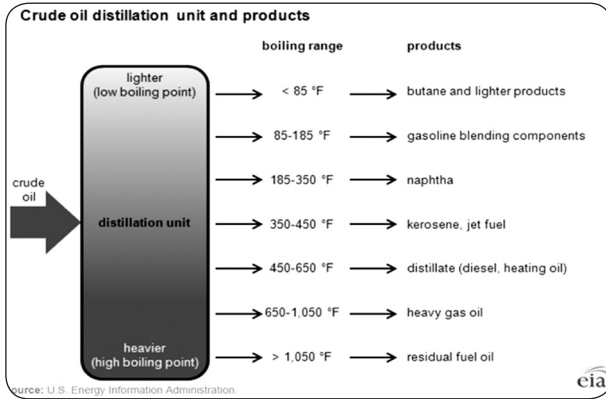 Crude oil distillation unit and products
boiling range products
lighter
(low boiling point)
< 85 °F butane and lighter products
85-185 °F gasoline blending components
185-350 °F naphtha
crude
oil
distillation unit
350-450 °F kerosene, jet fuel
450-650 °F distillate (diesel, heating oil)
650-1,050 °F heavy gas oil
heavier
(high boiling point)
> 1,050 °F residual fuel oil
ource: U.S. Energy Information Administration
eia